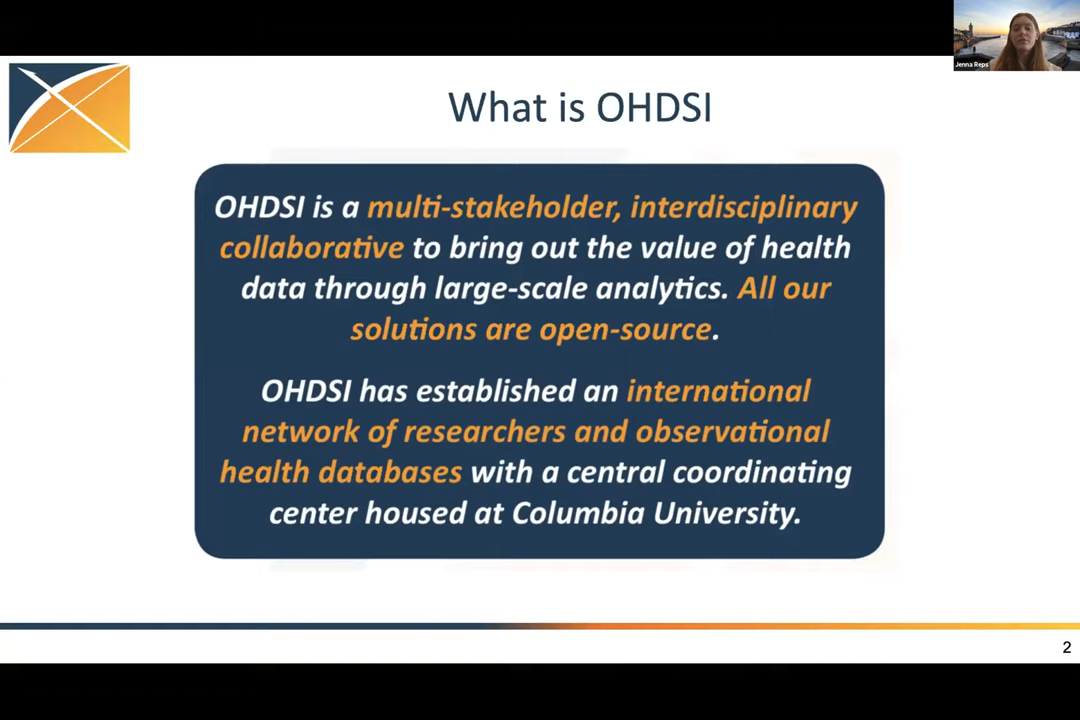 Jenna Reps
What is OHDSI
OHDSI is a multi-stakeholder, interdisciplinary
collaborative to bring out the value of health
data through large-scale analytics. All our
solutions are open-source.
OHDSI has established an international
network of researchers and observational
health databases with a central coordinating
center housed at Columbia University.
2